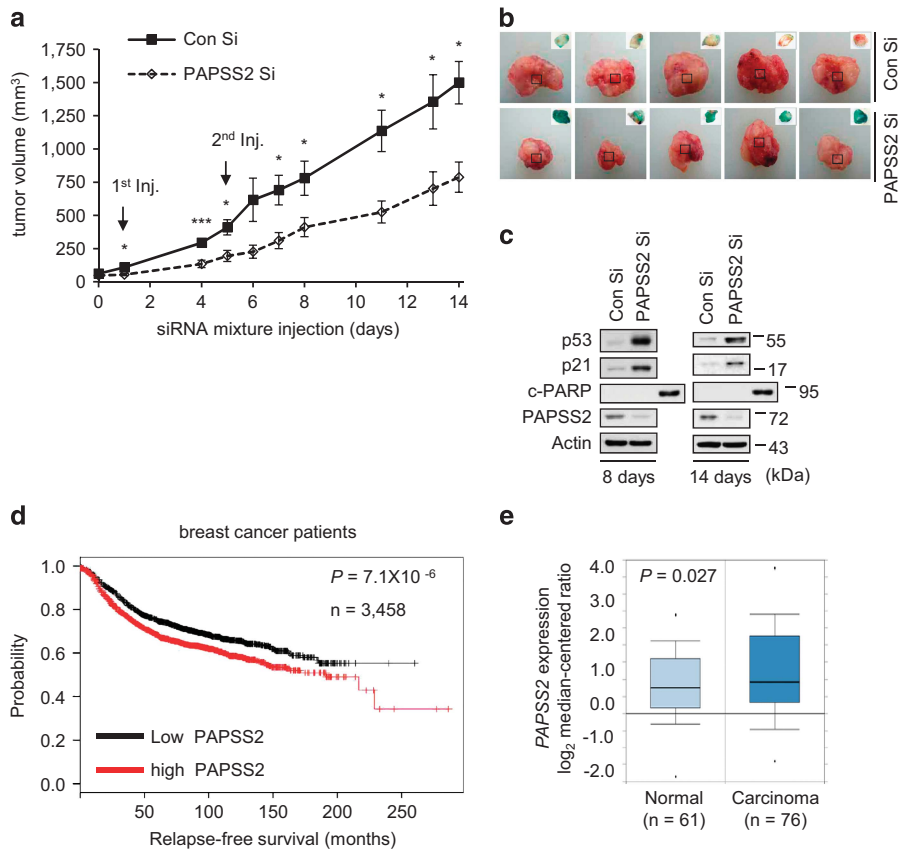 a
Con Si
PAPSS2 Si
1,750
1,500
1,250
1,000
750
500
250
0
tumor volume (mm³)
1st Inj.
2nd Inj.
*
***
*
*
*
*
*
*
0 2 4 6 8 10 12 14
siRNA mixture injection (days)
b
Con Si
PAPSS2 Si
c
Con Si
PAPSS2 Si
Con Si
PAPSS2 Si
p53
55
p21
17
c-PARP
95
PAPSS2
72
Actin
43
8 days
14 days
(kDa)
d
breast cancer patients
P = 7.1X10 -6
n = 3,458
1.0
0.8
0.6
0.4
0.2
0.0
Probability
Low PAPSS2
high PAPSS2
50 100 150 200 250
Relapse-free survival (months)
e
P = 0.027
4.0
3.0
2.0
1.0
0.0
-1.0
-2.0
PAPSS2 expression
log2 median-centered ratio
Normal
(n = 61)
Carcinoma
(n = 76)